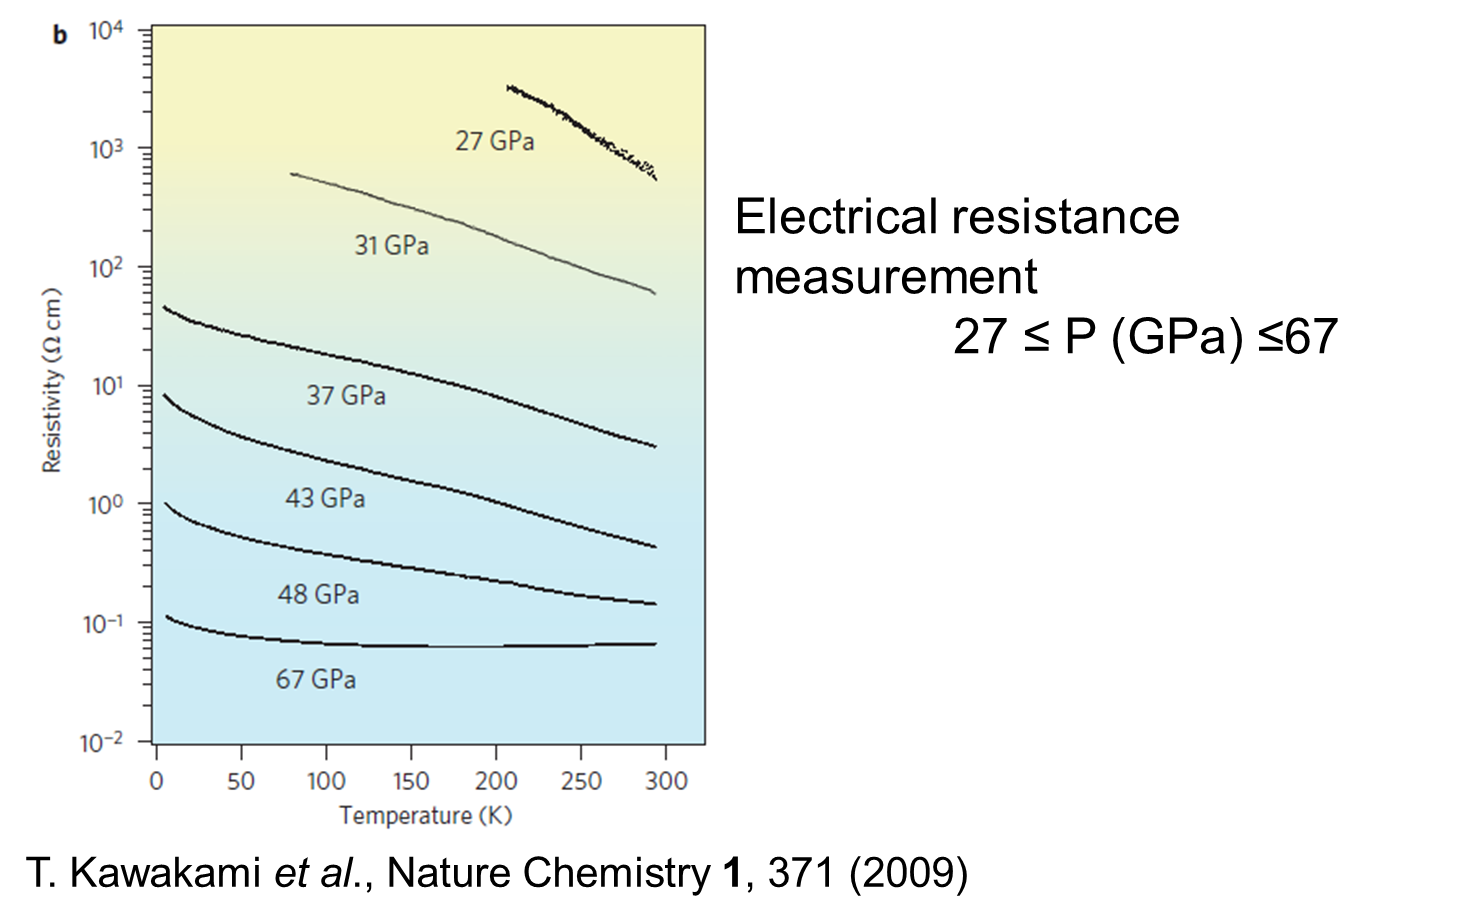 b
10⁴
10³
10²
10¹
10⁰
10⁻¹
10⁻²
Resistivity (Ω cm)
27 GPa
31 GPa
37 GPa
43 GPa
48 GPa
67 GPa
0 50 100 150 200 250 300
Temperature (K)
Electrical resistance
measurement
27 ≤ P (GPa) ≤67
T. Kawakami et al., Nature Chemistry 1, 371 (2009)